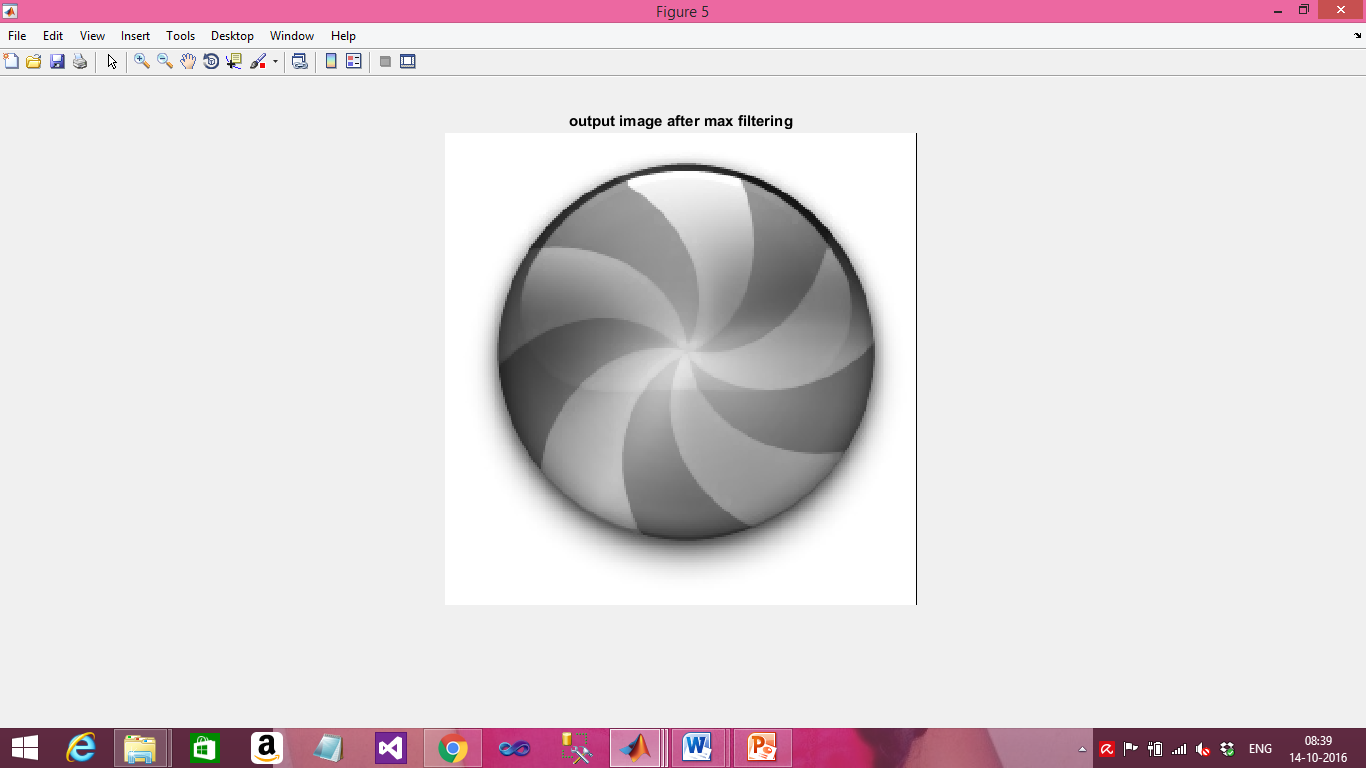 Figure 5
File Edit View Insert Tools Desktop Window Help
output image after max filtering
08:39
ENG
14-10-2016